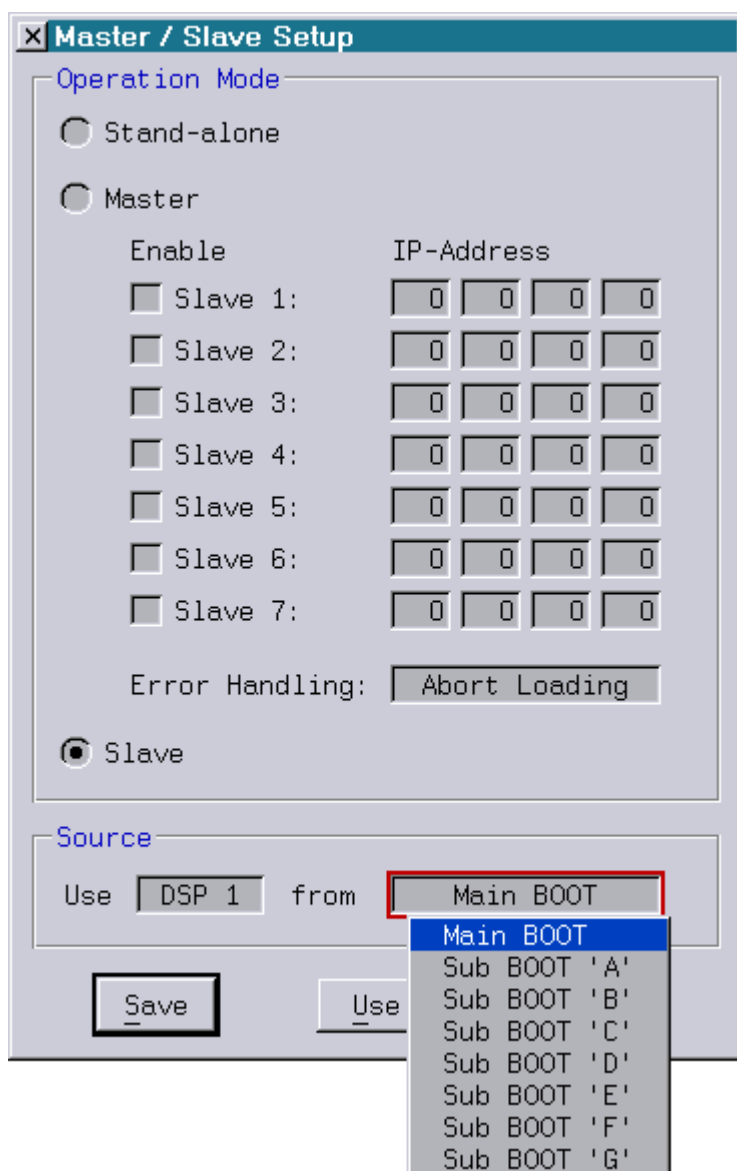 Master / Slave Setup
Operation Mode
Stand-alone
Master
Enable IP-Address
Slave 1: 0 0 0 0
Slave 2: 0 0 0 0
Slave 3: 0 0 0 0
Slave 4: 0 0 0 0
Slave 5: 0 0 0 0
Slave 6: 0 0 0 0
Slave 7: 0 0 0 0
Error Handling: Abort Loading
Slave
Source
Use DSP 1 from Main BOOT
Main BOOT
Sub BOOT 'A'
Save Use Sub BOOT 'B'
Sub BOOT 'C'
Sub BOOT 'D'
Sub BOOT 'E'
Sub BOOT 'F'
Sub BOOT 'G'